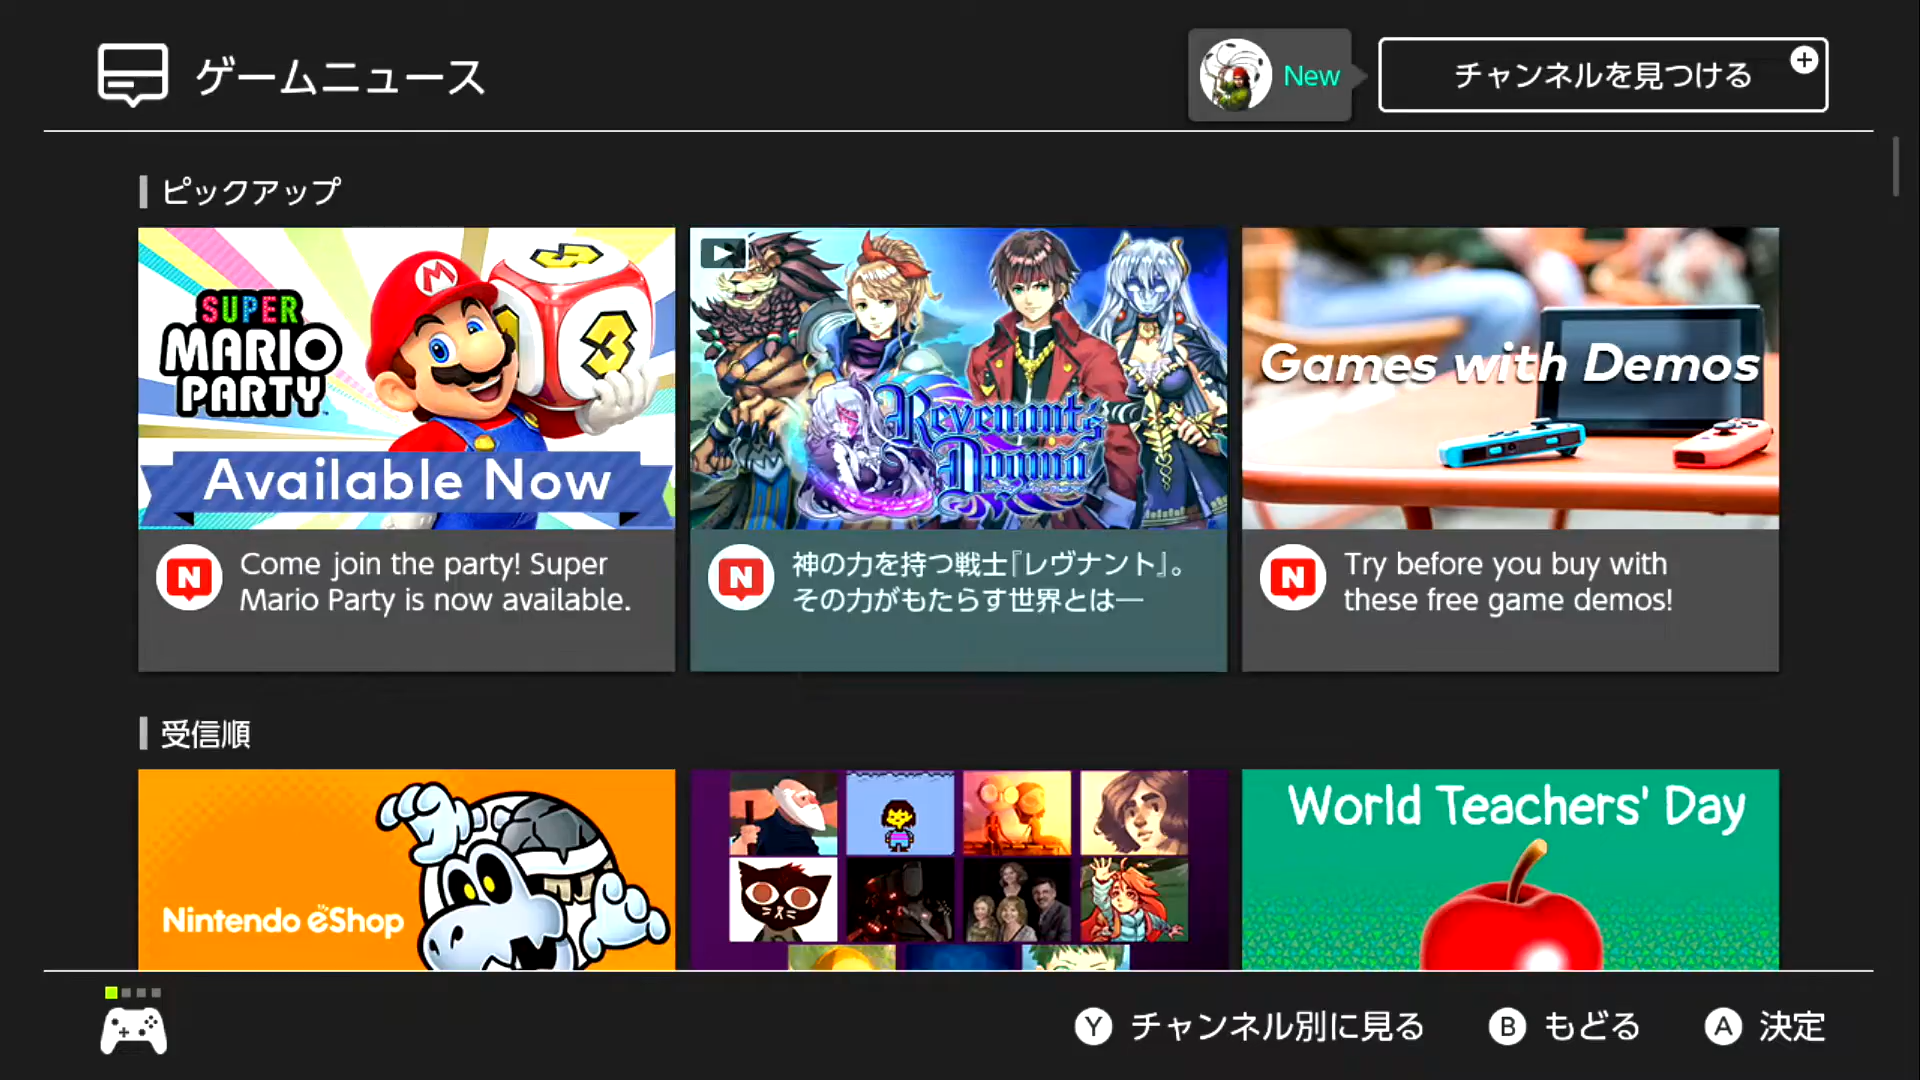 ゲームニュース
New
チャンネルを見つける
ピックアップ
SUPER
MARIO
PARTY
3
Available Now
N
Come join the party! Super
Mario Party is now available.
Revenant's
Dogma
N
神の力を持つ戦士『レヴナント』。
その力がもたらす世界とは―
Games with Demos
N
Try before you buy with
these free game demos!
受信順
Nintendo eShop
World Teachers' Day
Y チャンネル別に見る
B もどる
A 決定